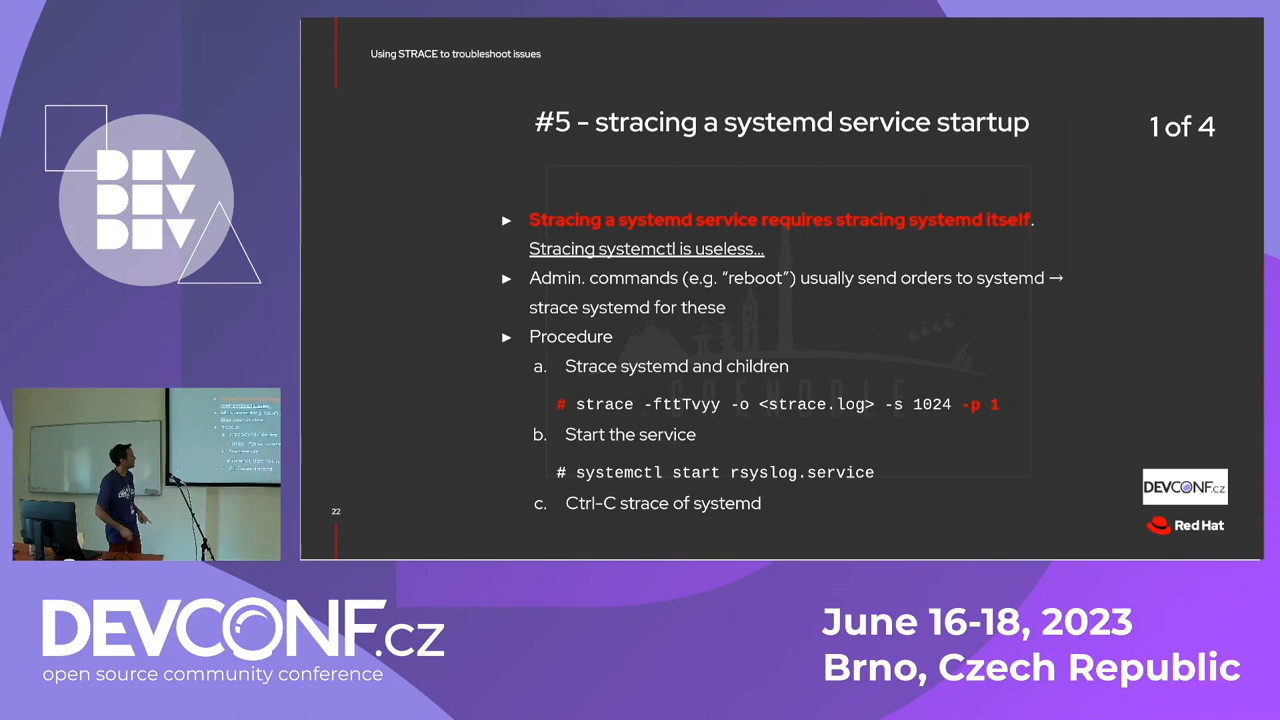 Using STRACE to troubleshoot issues
#5 - stracing a systemd service startup
1 of 4
► Stracing a systemd service requires stracing systemd itself.
Stracing systemctl is useless...
► Admin. commands (e.g. “reboot”) usually send orders to systemd →
strace systemd for these
► Procedure
a. Strace systemd and children
# strace -fttTvyy -o <strace.log> -s 1024 -p 1
b. Start the service
# systemctl start rsyslog.service
c. Ctrl-C strace of systemd
22
DEVCONF.cz
Red Hat
GRENOBLE
DEV
DEV
DEV
DEVCONF.cz
open source community conference
June 16-18, 2023
Brno, Czech Republic